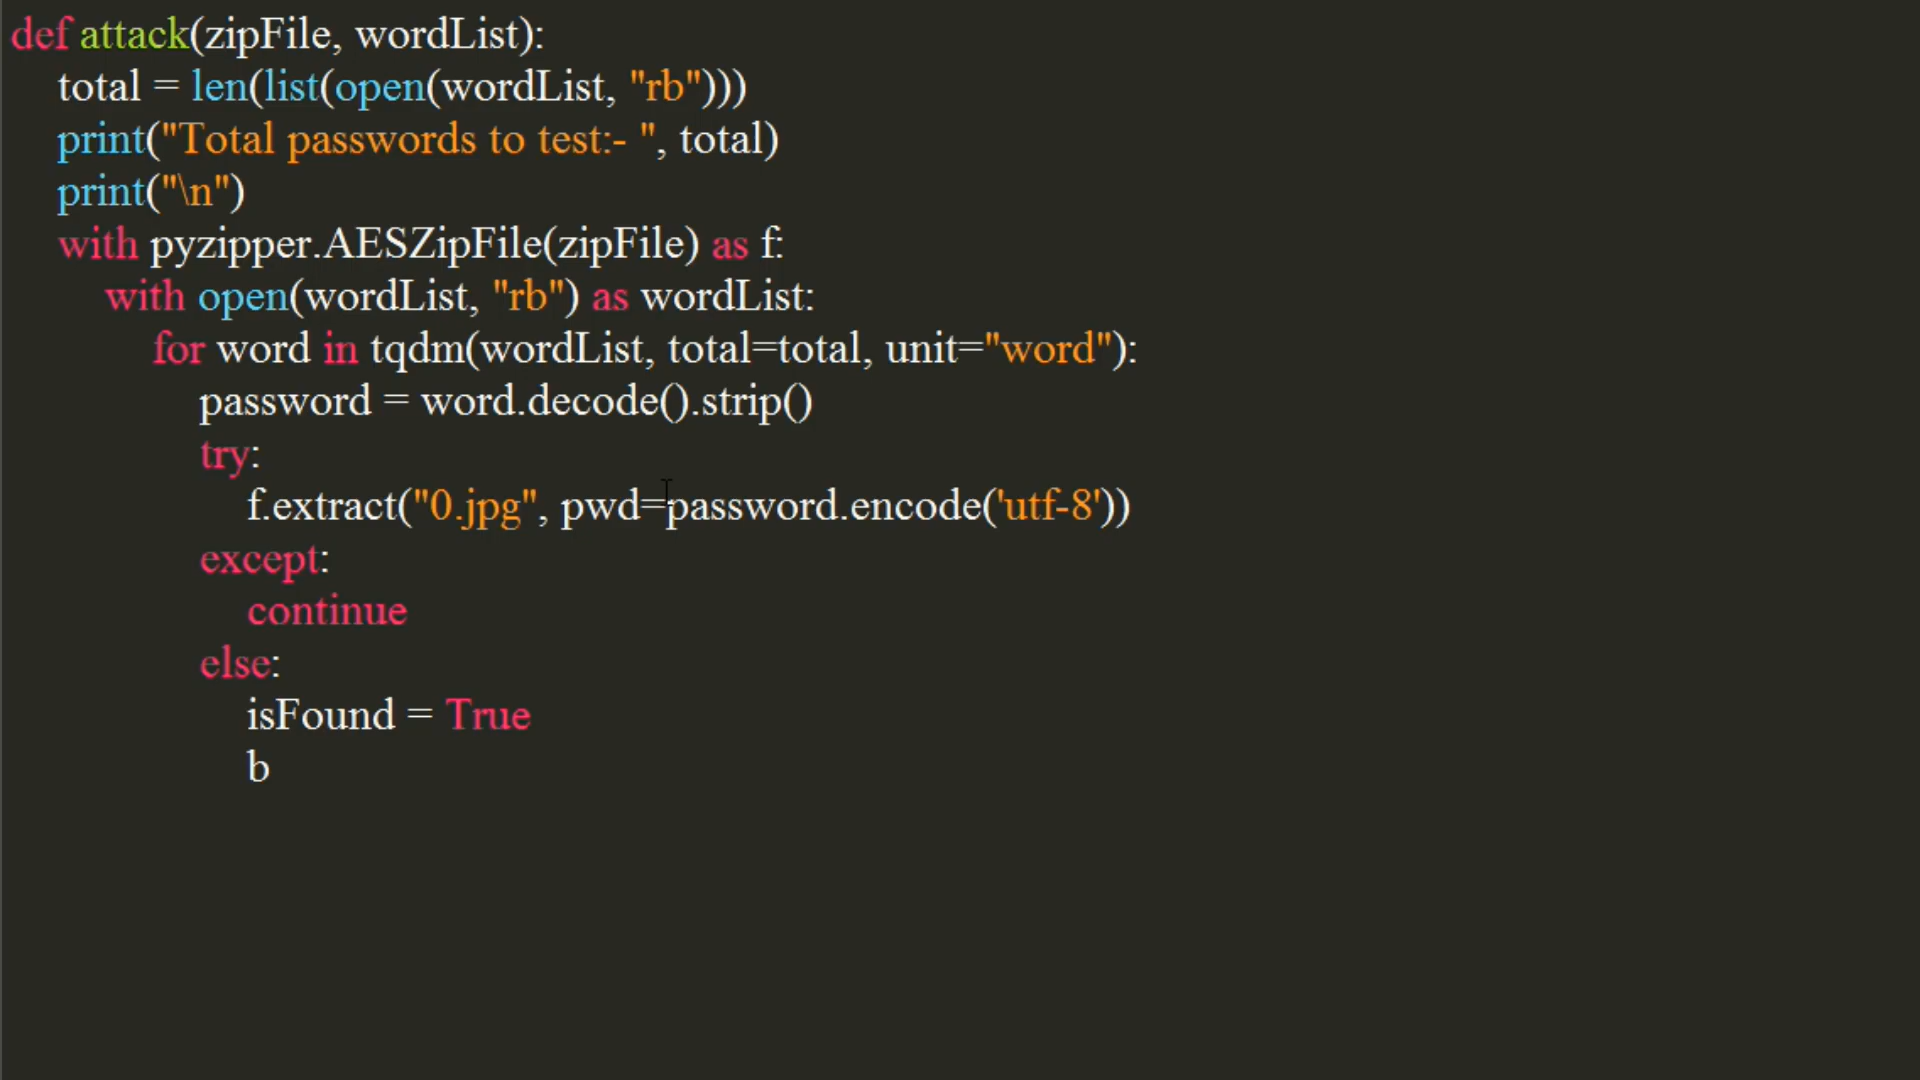 def attack(zipFile, wordList):
total = len(list(open(wordList, "rb")))
print("Total passwords to test:- ", total)
print("\n")
with pyzipper.AESZipFile(zipFile) as f:
with open(wordList, "rb") as wordList:
for word in tqdm(wordList, total=total, unit="word"):
password = word.decode().strip()
try:
f.extract("0.jpg", pwd=password.encode('utf-8'))
except:
continue
else:
isFound = True
b